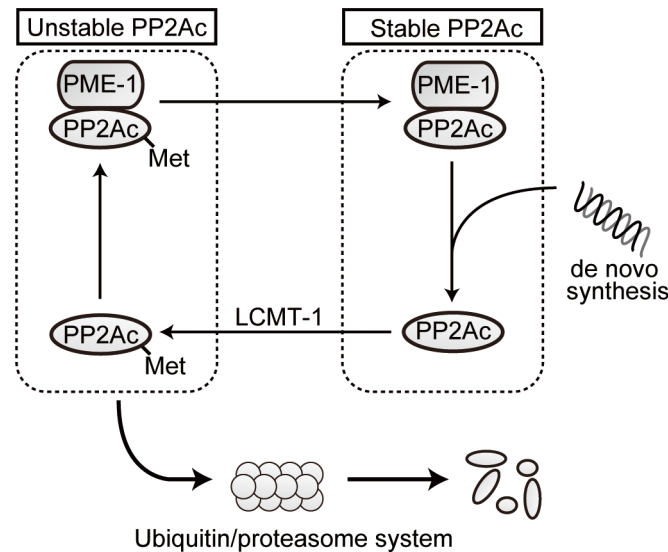 Unstable PP2Ac
Stable PP2Ac
PME-1
PP2Ac
Met
PME-1
PP2Ac
de novo
synthesis
LCMT-1
PP2Ac
Met
PP2Ac
Ubiquitin/proteasome system